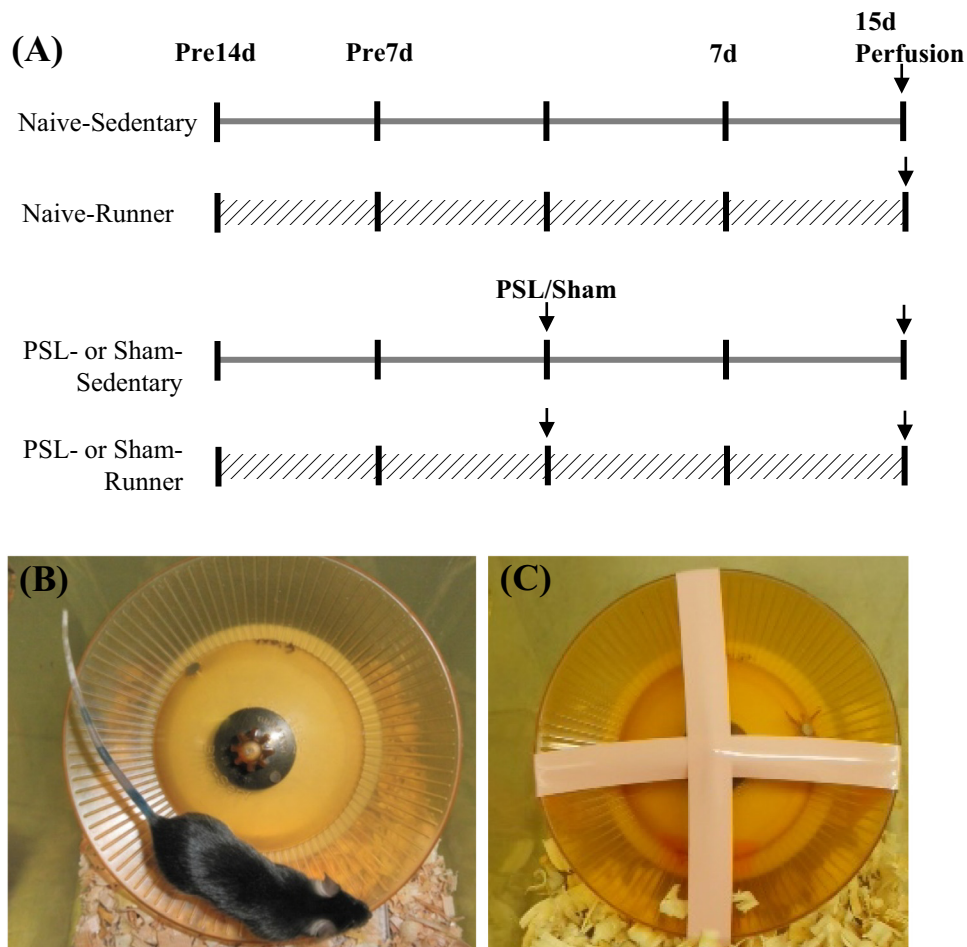 (A)
Pre14d
Pre7d
7d
15d
Perfusion
Naive-Sedentary
Naive-Runner
PSL/Sham
PSL- or Sham-
Sedentary
PSL- or Sham-
Runner
(B)
(C)